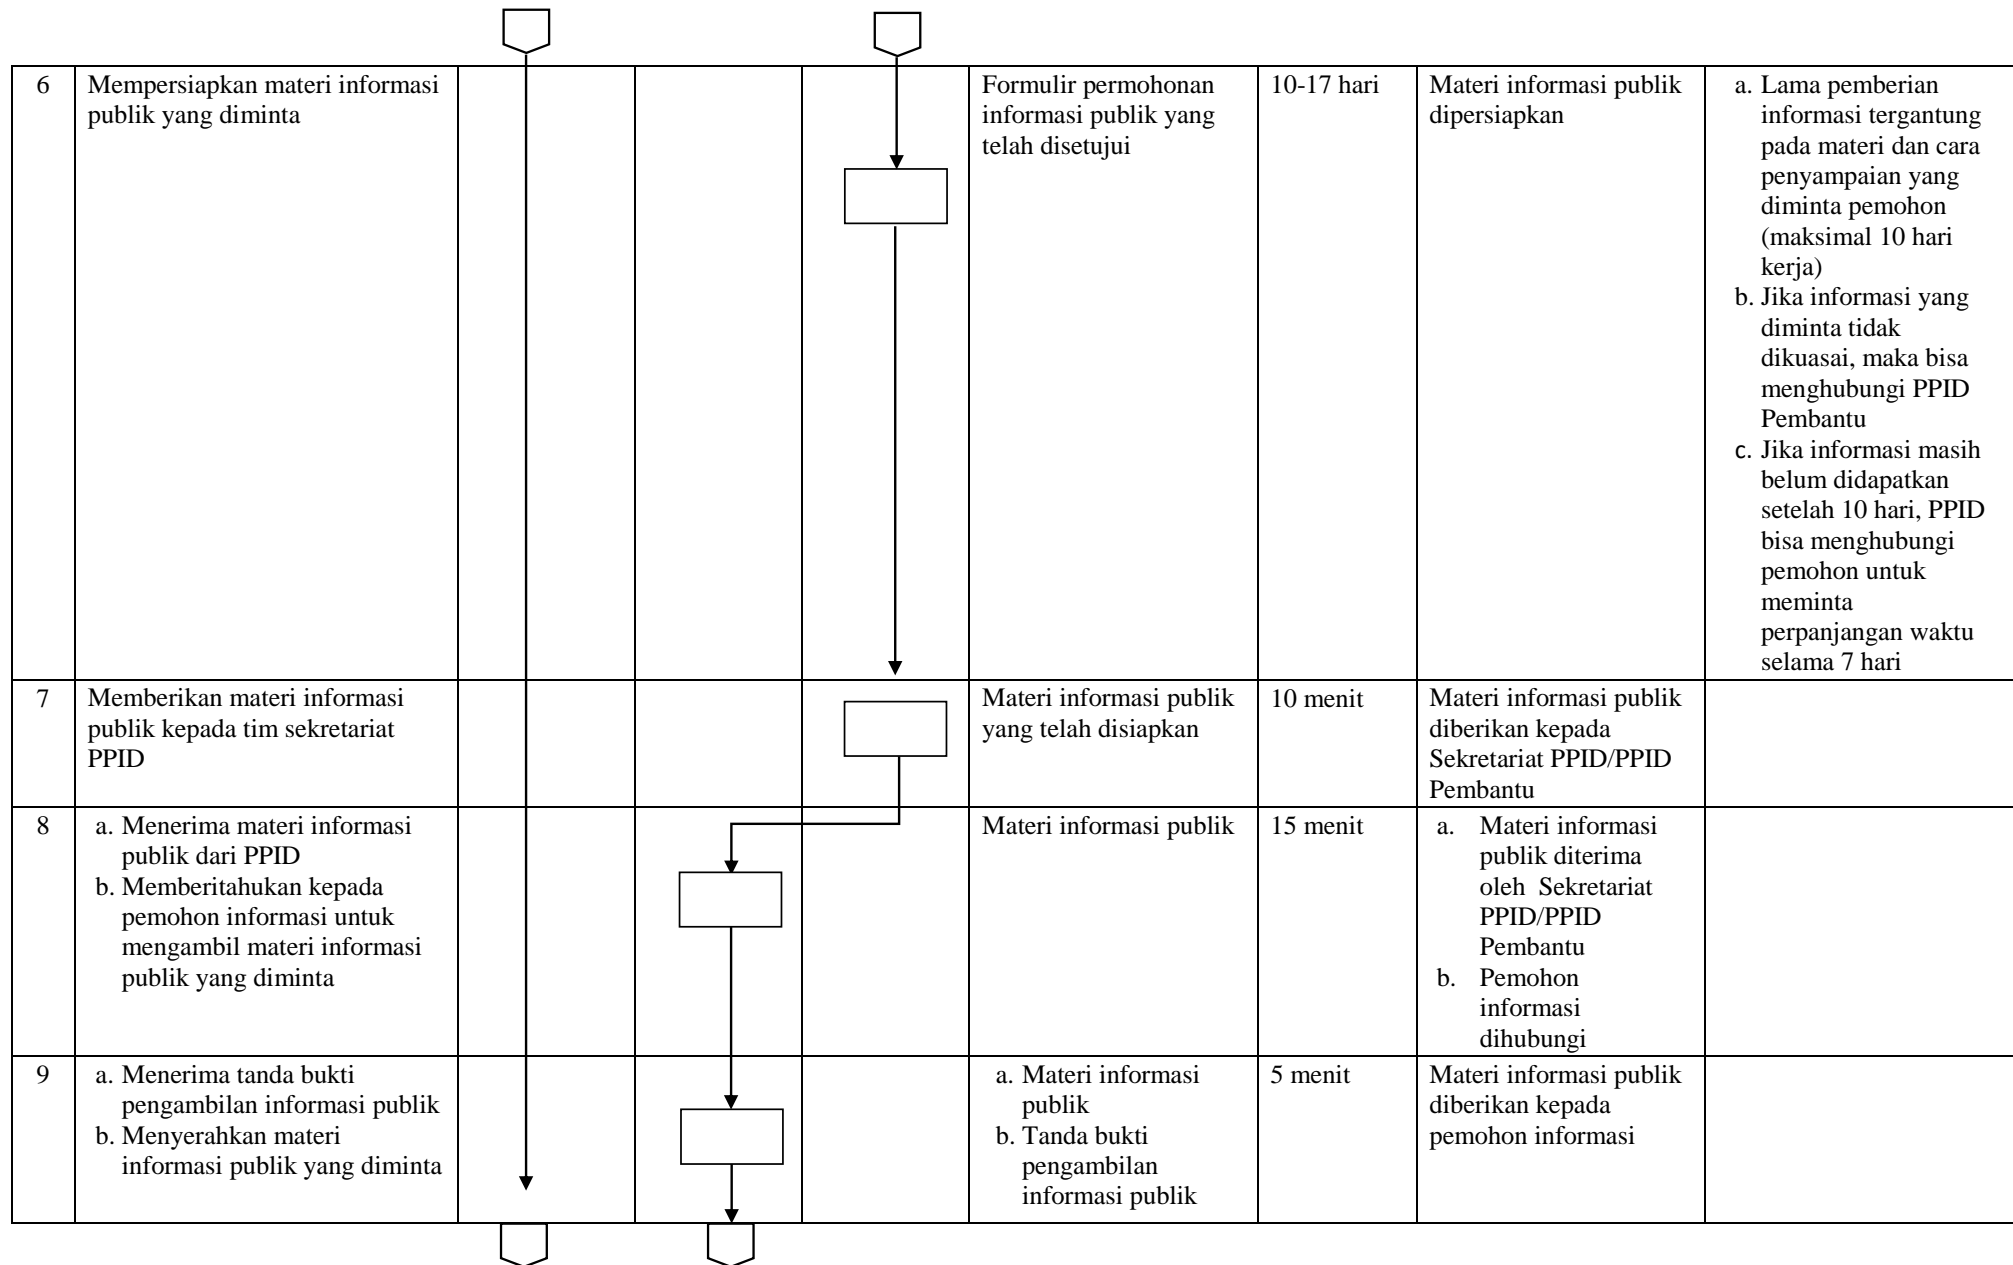 6
Mempersiapkan materi informasi
publik yang diminta
Formulir permohonan
informasi publik yang
telah disetujui
10-17 hari
Materi informasi publik
dipersiapkan
a. Lama pemberian
informasi tergantung
pada materi dan cara
penyampaian yang
diminta pemohon
(maksimal 10 hari
kerja)
b. Jika informasi yang
diminta tidak
dikuasai, maka bisa
menghubungi PPID
Pembantu
c. Jika informasi masih
belum didapatkan
setelah 10 hari, PPID
bisa menghubungi
pemohon untuk
meminta
perpanjangan waktu
selama 7 hari
7
Memberikan materi informasi
publik kepada tim sekretariat
PPID
Materi informasi publik
yang telah disiapkan
10 menit
Materi informasi publik
diberikan kepada
Sekretariat PPID/PPID
Pembantu
8
a. Menerima materi informasi
publik dari PPID
b. Memberitahukan kepada
pemohon informasi untuk
mengambil materi informasi
publik yang diminta
Materi informasi publik
15 menit
a. Materi informasi
publik diterima
oleh Sekretariat
PPID/PPID
Pembantu
b. Pemohon
informasi
dihubungi
9
a. Menerima tanda bukti
pengambilan informasi publik
b. Menyerahkan materi
informasi publik yang diminta
a. Materi informasi
publik
b. Tanda bukti
pengambilan
informasi publik
5 menit
Materi informasi publik
diberikan kepada
pemohon informasi